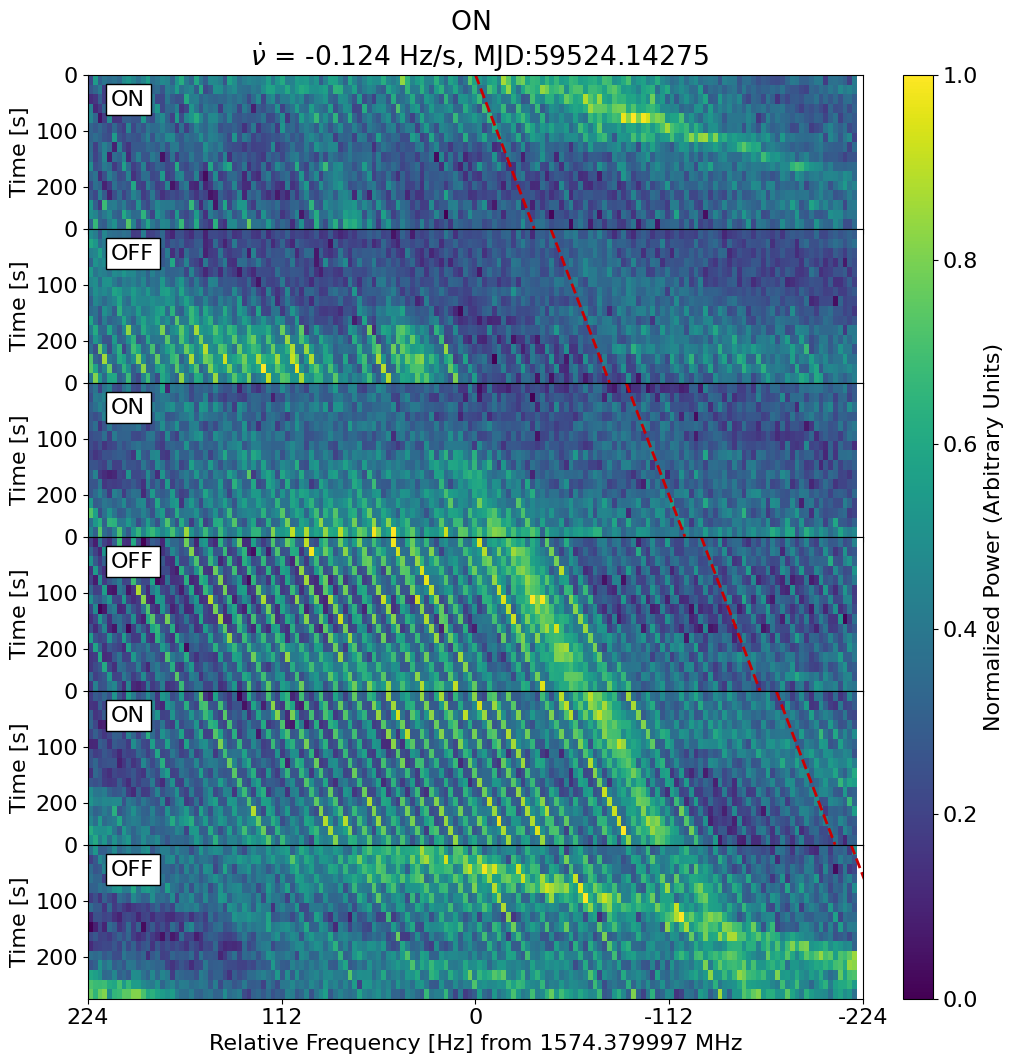 ON
ν̇ = -0.124 Hz/s, MJD:59524.14275
0
ON
100
Time [s]
200
0
OFF
100
Time [s]
200
0
ON
100
Time [s]
200
0
OFF
100
Time [s]
200
0
ON
100
Time [s]
200
0
OFF
100
Time [s]
200
224 112 0 -112 -224
Relative Frequency [Hz] from 1574.379997 MHz
1.0
0.8
0.6
0.4
0.2
0.0
Normalized Power (Arbitrary Units)